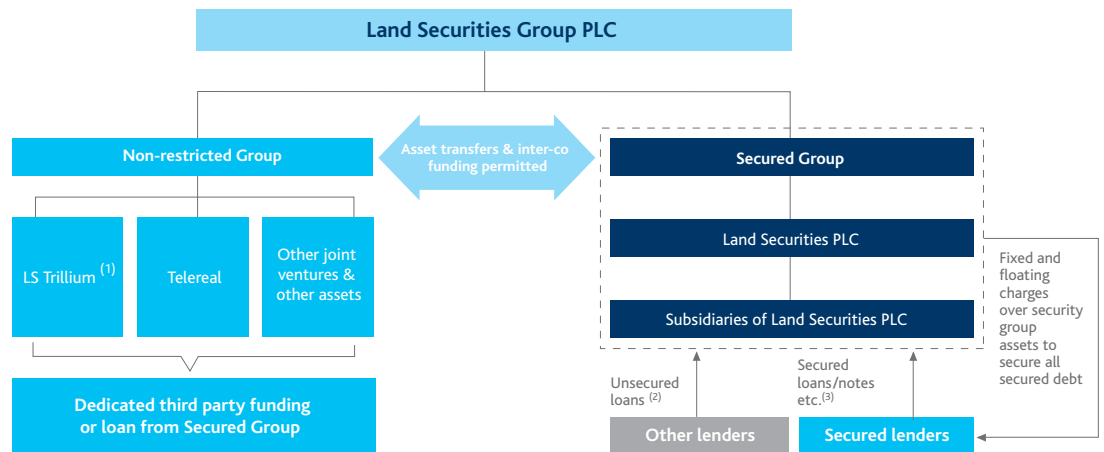 Land Securities Group PLC
Non-restricted Group
Asset transfers & inter-co
funding permitted
Secured Group
LS Trillium (1)
Telereal
Other joint
ventures &
other assets
Land Securities PLC
Subsidiaries of Land Securities PLC
Fixed and
floating
charges
over security
group
assets to
secure all
secured debt
Dedicated third party funding
or loan from Secured Group
Unsecured
loans (2)
Secured
loans/notes
etc.(3)
Other lenders
Secured lenders